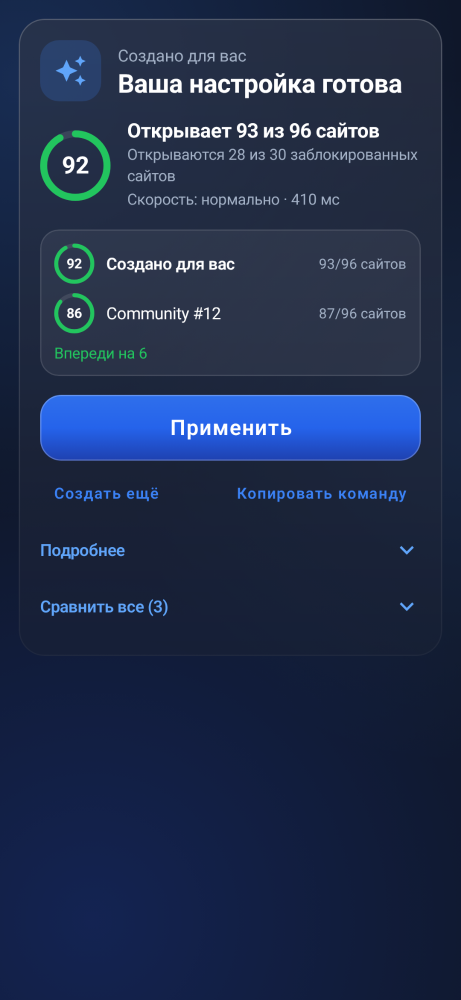 Создано для вас
Ваша настройка готова
92
Открывает 93 из 96 сайтов
Открываются 28 из 30 заблокированных
сайтов
Скорость: нормально · 410 мс
92 Создано для вас 93/96 сайтов
86 Community #12 87/96 сайтов
Впереди на 6
Применить
Создать ещё Копировать команду
Подробнее
Сравнить все (3)